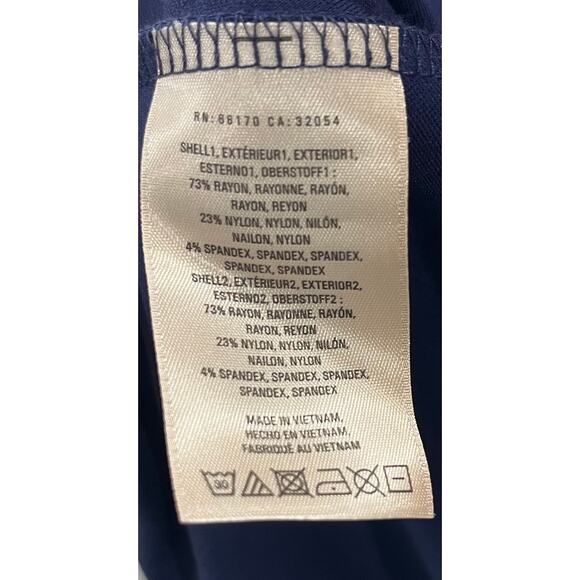 RN: 88170 CA: 32054
SHELL1, EXTÉRIEUR1, EXTERIOR1,
ESTERNO1, OBERSTOFF1 :
73% RAYON, RAYONNE, RAYÓN,
RAYON, REYON
23% NYLON, NYLON, NILÓN,
NAILON, NYLON
4% SPANDEX, SPANDEX, SPANDEX,
SPANDEX, SPANDEX
SHELL2, EXTÉRIEUR2, EXTERIOR2,
ESTERNO2, OBERSTOFF2 :
73% RAYON, RAYONNE, RAYÓN,
RAYON, REYON
23% NYLON, NYLON, NILÓN,
NAILON, NYLON
4% SPANDEX, SPANDEX, SPANDEX,
SPANDEX, SPANDEX
MADE IN VIETNAM,
HECHO EN VIETNAM,
FABRIQUÉ AU VIETNAM
30